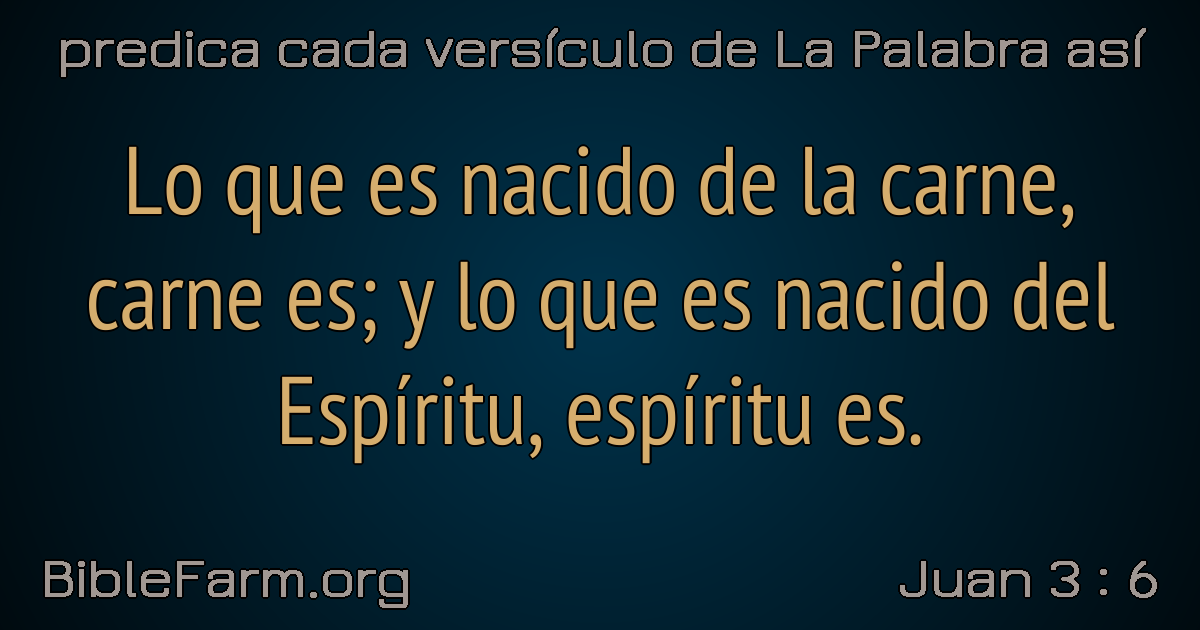 predica cada versículo de La Palabra así
Lo que es nacido de la carne,
carne es; y lo que es nacido del
Espíritu, espíritu es.
BibleFarm.org
Juan 3 : 6